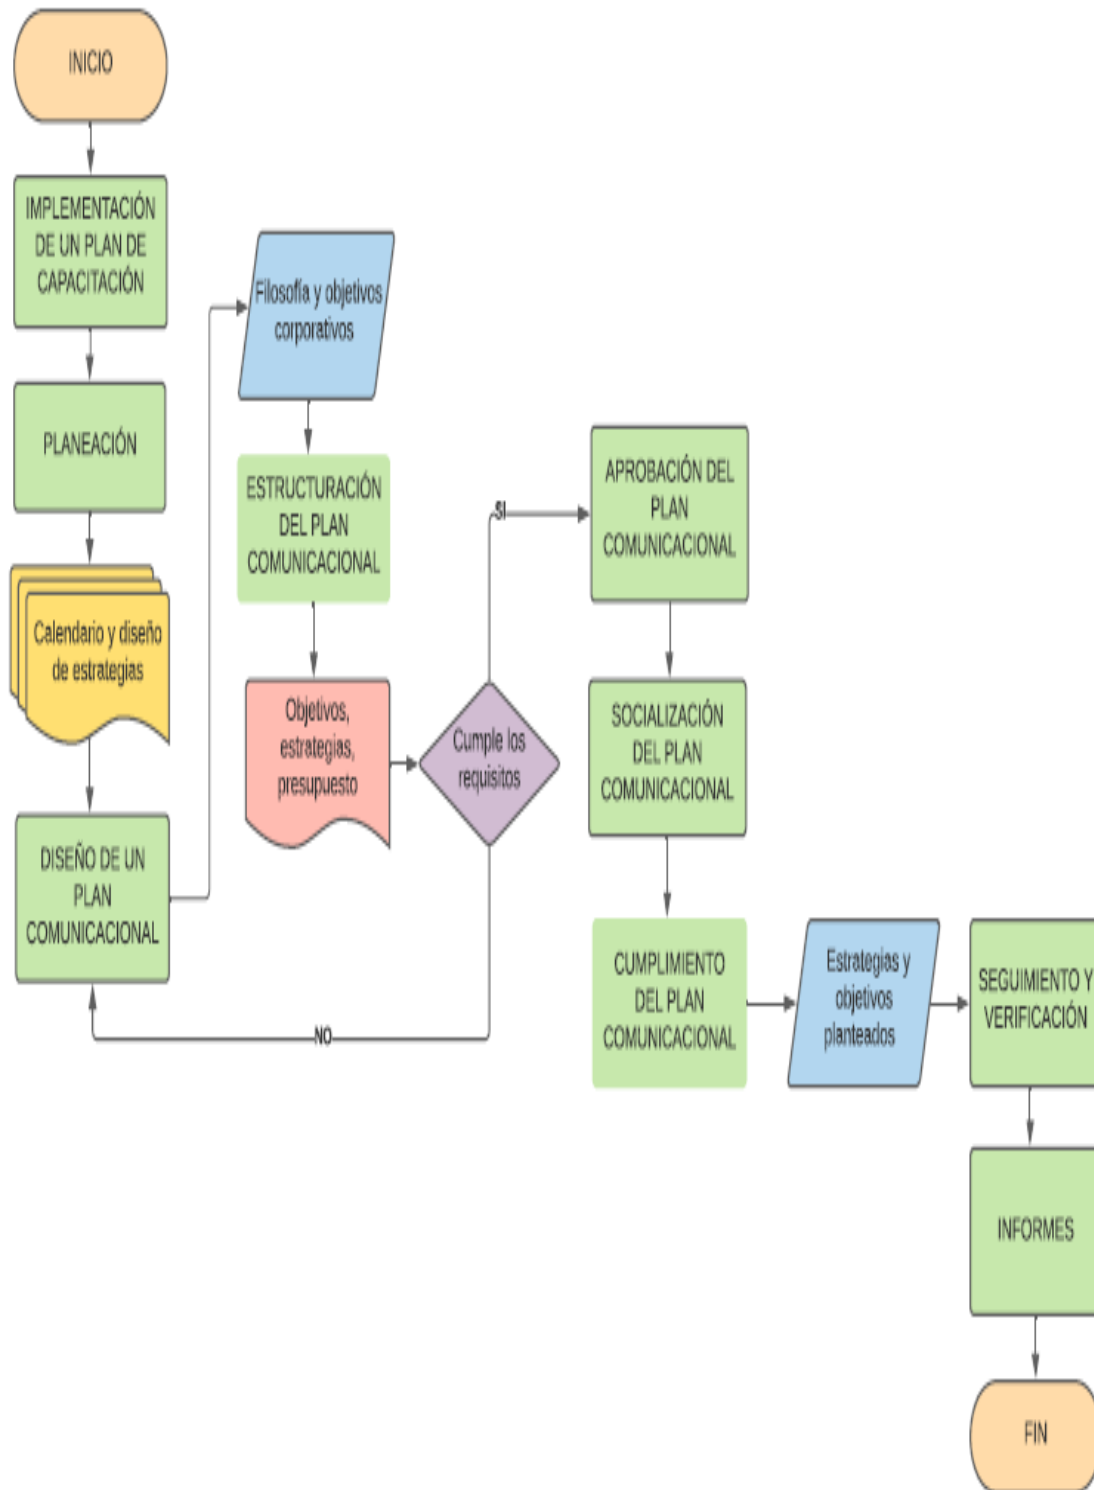 INICIO
IMPLEMENTACIÓN
DE UN PLAN DE
CAPACITACIÓN
PLANEACIÓN
Calendario y diseño
de estrategias
DISEÑO DE UN
PLAN
COMUNICACIONAL
Filosofía y objetivos
corporativos
ESTRUCTURACIÓN
DEL PLAN
COMUNICACIONAL
Objetivos,
estrategias,
presupuesto
Cumple los
requisitos
SI
NO
APROBACIÓN DEL
PLAN
COMUNICACIONAL
SOCIALIZACIÓN
DEL PLAN
COMUNICACIONAL
CUMPLIMIENTO
DEL PLAN
COMUNICACIONAL
Estrategias y
objetivos
planteados
SEGUIMIENTO Y
VERIFICACIÓN
INFORMES
FIN